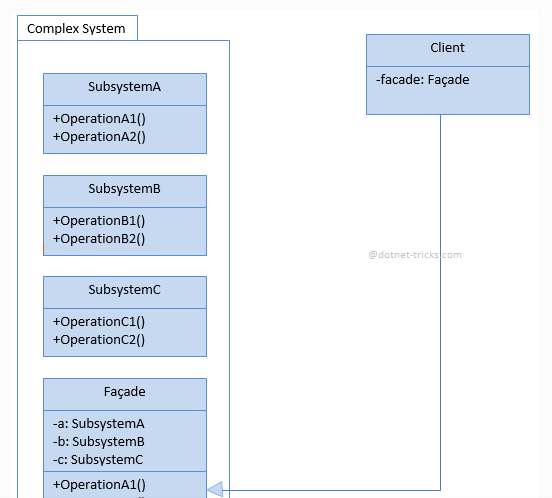 Complex System
SubsystemA
+OperationA1()
+OperationA2()
SubsystemB
+OperationB1()
+OperationB2()
SubsystemC
+OperationC1()
+OperationC2()
Façade
-a: SubsystemA
-b: SubsystemB
-c: SubsystemC
+OperationA1()
Client
-facade: Façade
@dotnet-tricks.com